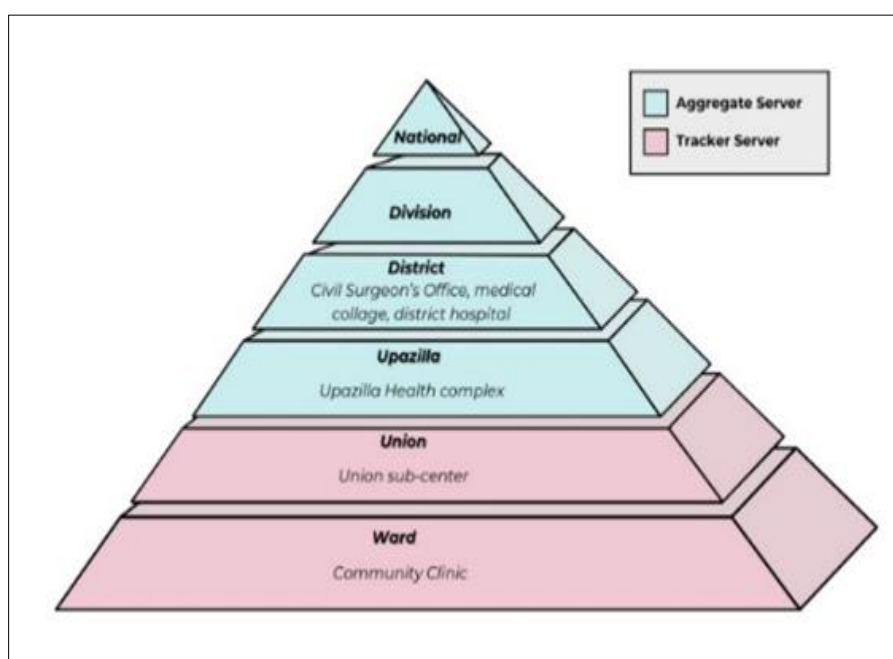 Aggregate Server
Tracker Server
National
Division
District
Civil Surgeon's Office, medical
collage, district hospital
Upazilla
Upazilla Health complex
Union
Union sub-center
Ward
Community Clinic